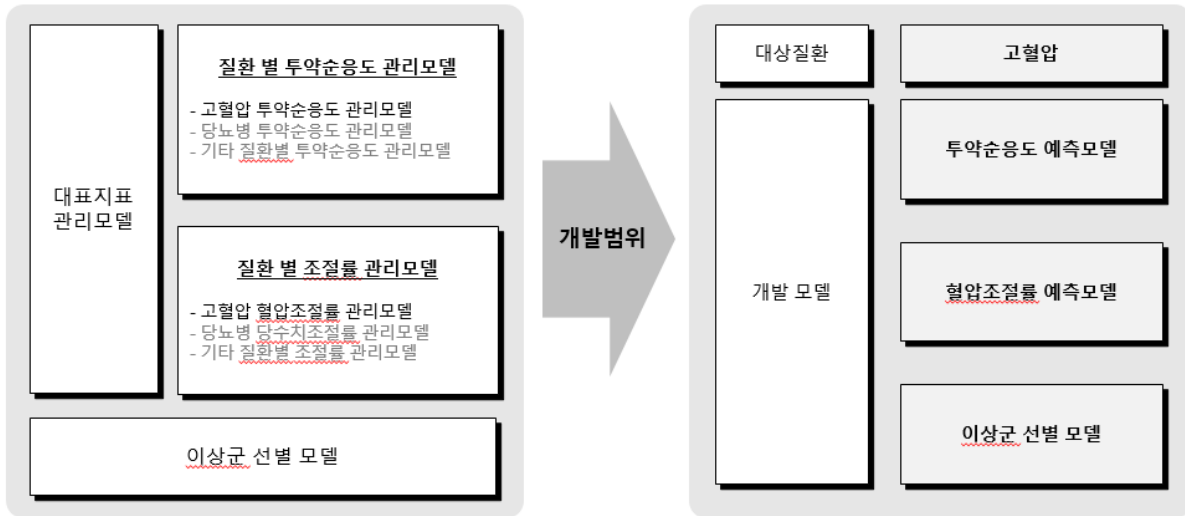 대표지표
관리모델
질환 별 투약순응도 관리모델
- 고혈압 투약순응도 관리모델
- 당뇨병 투약순응도 관리모델
- 기타 질환별 투약순응도 관리모델
질환 별 조절률 관리모델
- 고혈압 혈압조절률 관리모델
- 당뇨병 당수치조절률 관리모델
- 기타 질환별 조절률 관리모델
이상군 선별 모델
개발범위
대상질환
고혈압
개발 모델
투약순응도 예측모델
혈압조절률 예측모델
이상군 선별 모델